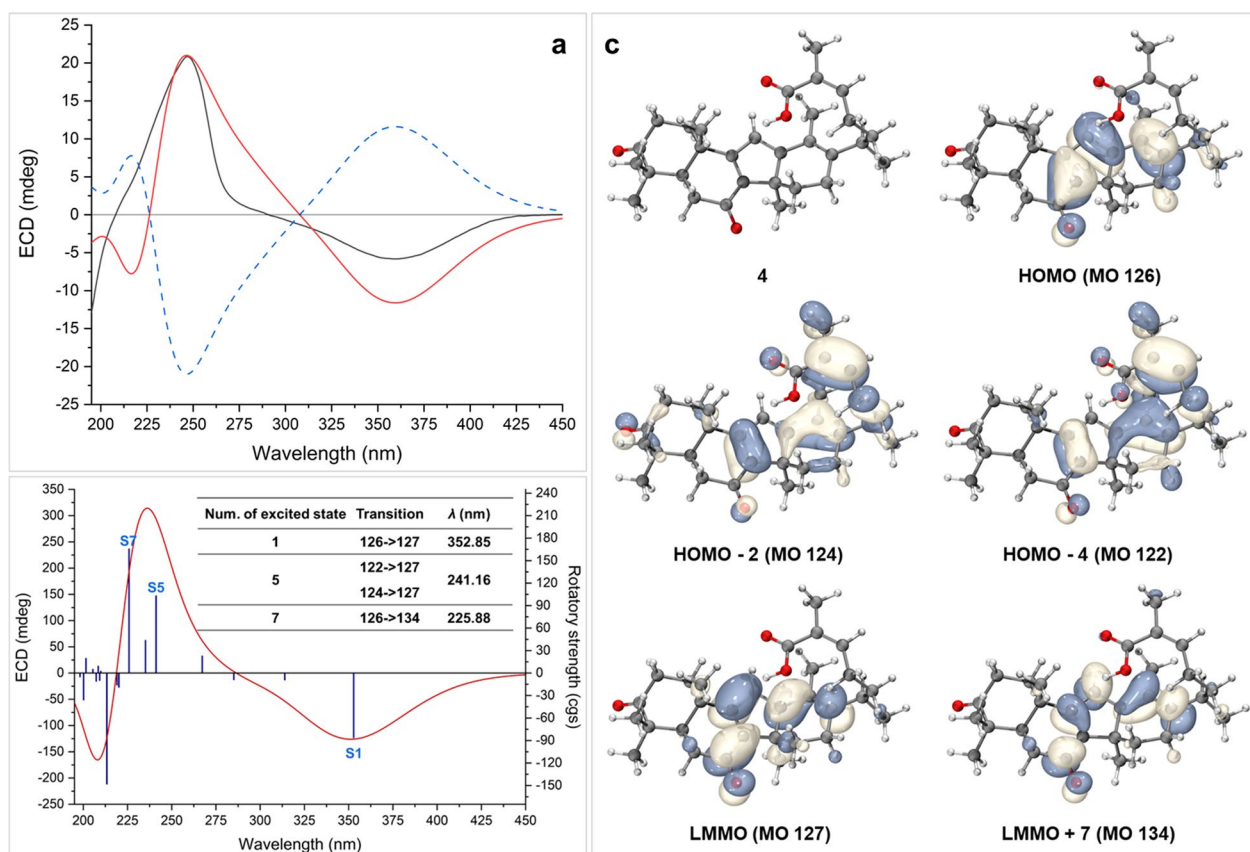 a
25
20
15
10
5
0
-5
-10
-15
-20
-25
ECD (mdeg)
200 225 250 275 300 325 350 375 400 425 450
Wavelength (nm)
350
300
250
200
150
100
50
0
-50
-100
-150
-200
-250
ECD (mdeg)
240
210
180
150
120
90
60
30
0
-30
-60
-90
-120
-150
Rotatory strength (cgs)
Num. of excited state Transition λ (nm)
1 126->127 352.85
122->127
5 241.16
124->127
7 126->134 225.88
S7
S5
S1
200 225 250 275 300 325 350 375 400 425 450
Wavelength (nm)
c
4
HOMO (MO 126)
HOMO - 2 (MO 124)
HOMO - 4 (MO 122)
LMMO (MO 127)
LMMO + 7 (MO 134)